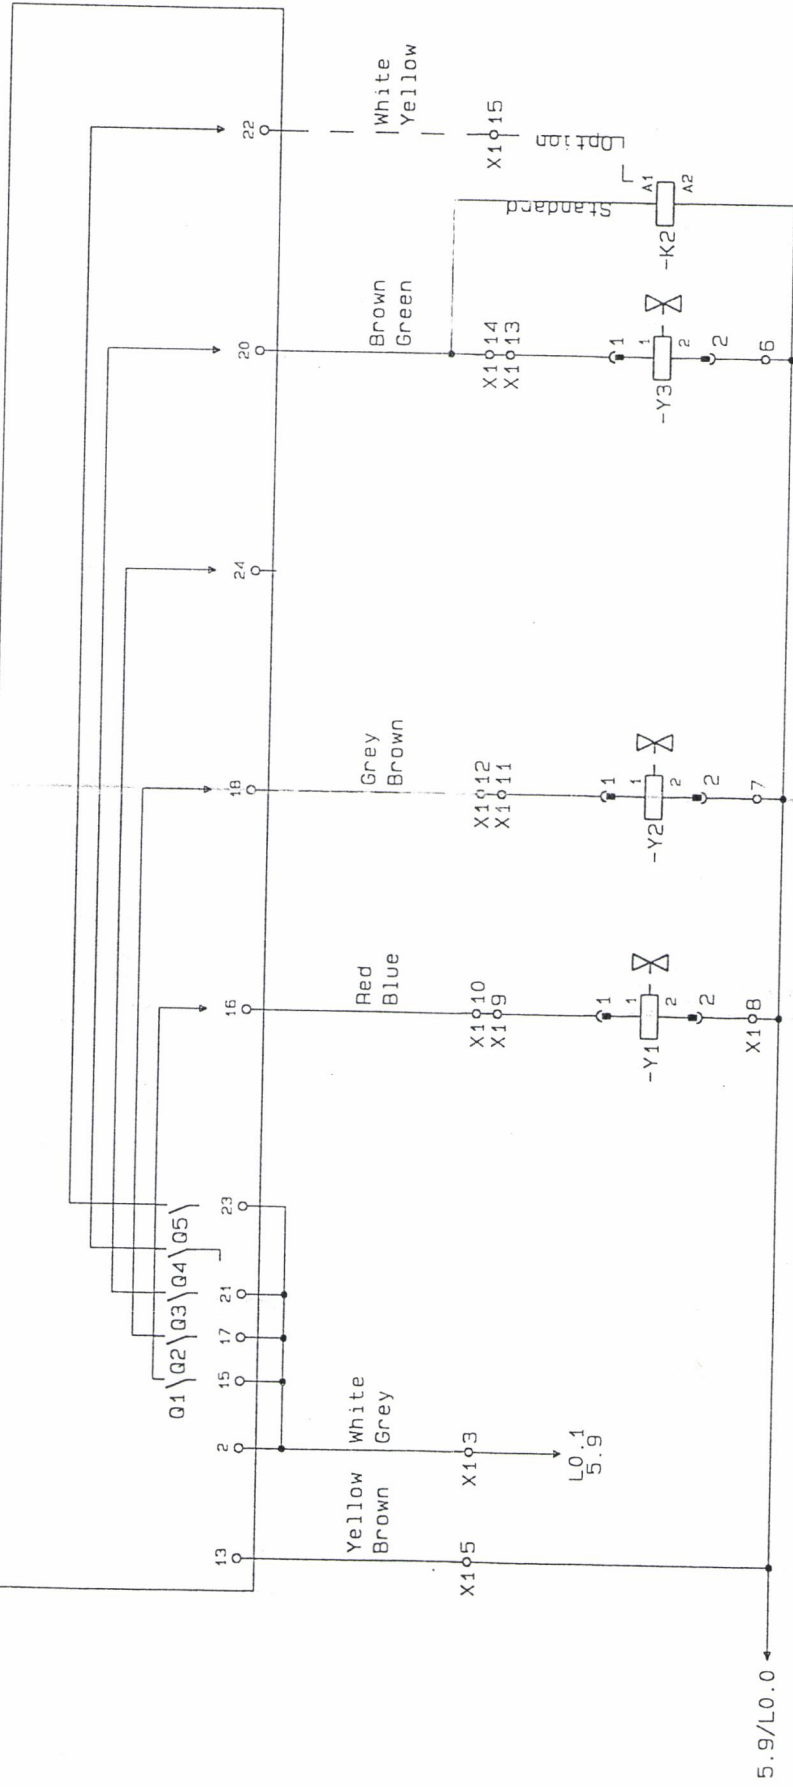 Q1 Q2 Q3 Q4 Q5
13
2
15
17
21
23
16
18
24
20
22
Yellow
Brown
White
Grey
Red
Blue
Grey
Brown
Brown
Green
White
Yellow
X1 5
X1 3
X1 10
X1 9
X1 12
X1 11
X1 14
X1 13
X1 15
L0.1
5.9
Standard
Option
1
1
-Y1
2
2
X1 8
1
1
-Y2
2
2
7
1
1
-Y3
2
2
6
A1
-K2
A2
5.9/L0.0